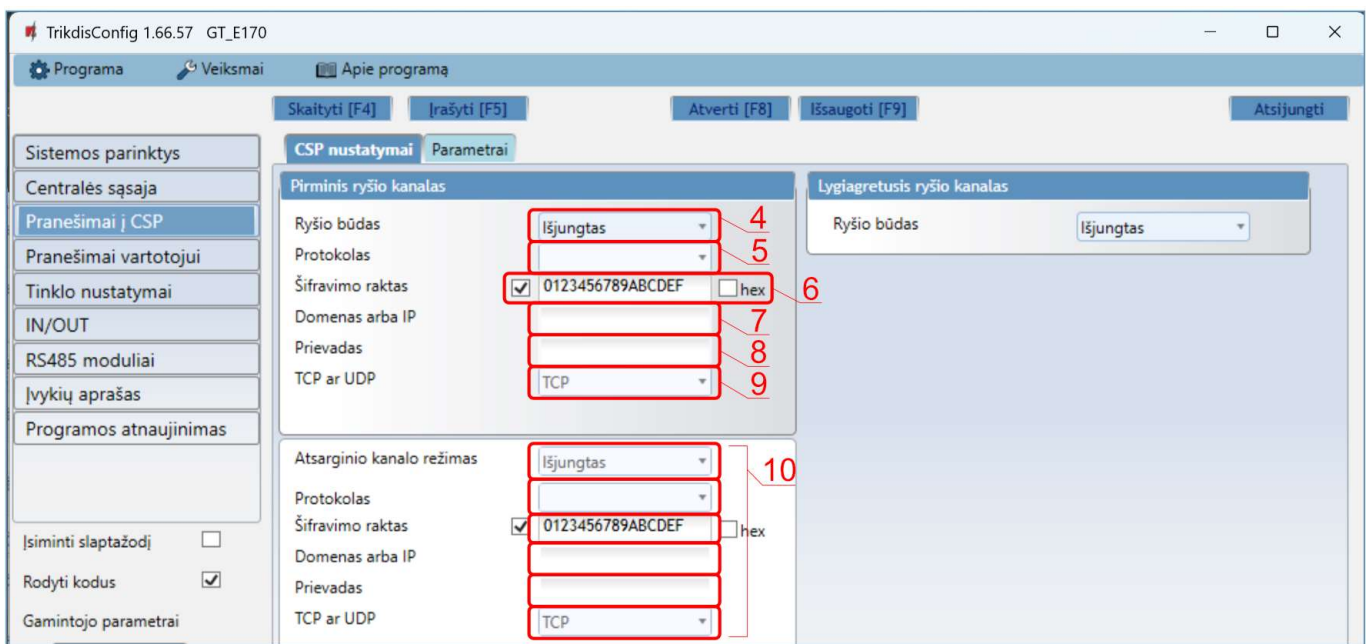 TrikdisConfig 1.66.57 GT_E170
Programa Veiksmai Apie programą
Skaityti [F4] Įrašyti [F5] Atverti [F8] Išsaugoti [F9] Atsijungti
Sistemos parinktys
Centralės sąsaja
Pranešimai į CSP
Pranešimai vartotojui
Tinklo nustatymai
IN/OUT
RS485 moduliai
Įvykių aprašas
Programos atnaujinimas
Įsiminti slaptažodį
Rodyti kodus
Gamintojo parametrai
CSP nustatymai Parametrai
Pirminis ryšio kanalas
Ryšio būdas Išjungtas 4
Protokolas 5
Šifravimo raktas 0123456789ABCDEF hex 6
Domenas arba IP 7
Prievadas 8
TCP ar UDP TCP 9
Atsarginio kanalo režimas Išjungtas 10
Protokolas
Šifravimo raktas 0123456789ABCDEF hex
Domenas arba IP
Prievadas
TCP ar UDP TCP
Lygiagretusis ryšio kanalas
Ryšio būdas Išjungtas